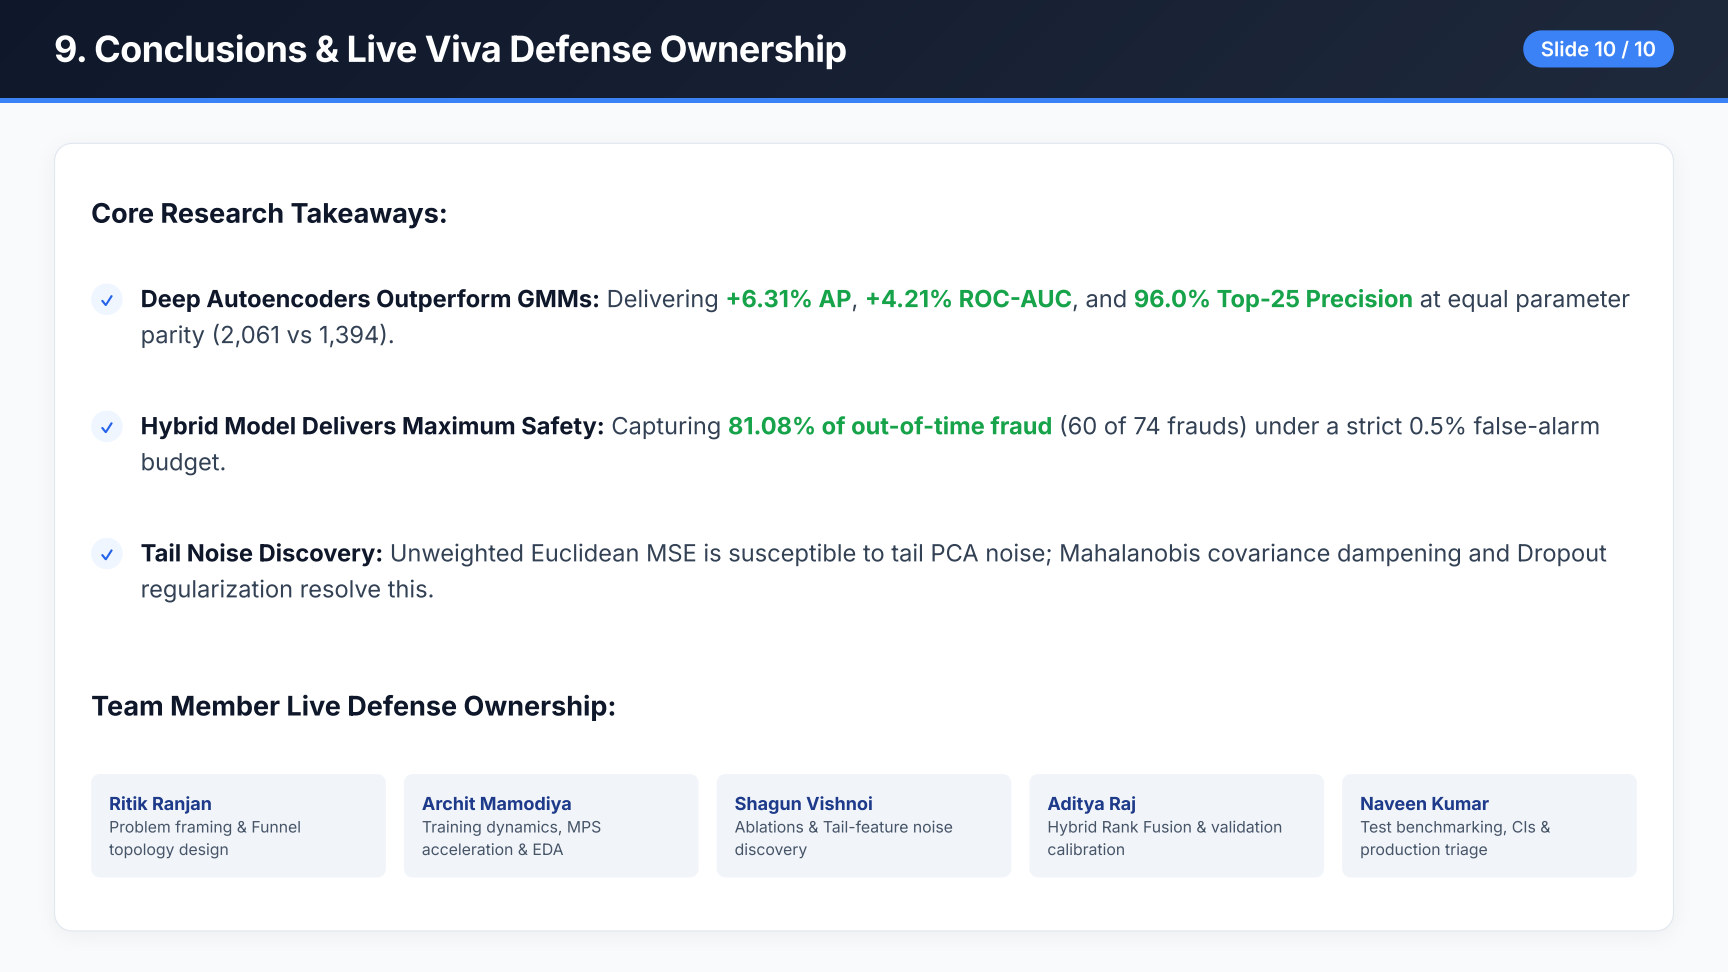 9. Conclusions & Live Viva Defense Ownership
Slide 10 / 10
Core Research Takeaways:
Deep Autoencoders Outperform GMMs: Delivering +6.31% AP, +4.21% ROC-AUC, and 96.0% Top-25 Precision at equal parameter
parity (2,061 vs 1,394).
Hybrid Model Delivers Maximum Safety: Capturing 81.08% of out-of-time fraud (60 of 74 frauds) under a strict 0.5% false-alarm
budget.
Tail Noise Discovery: Unweighted Euclidean MSE is susceptible to tail PCA noise; Mahalanobis covariance dampening and Dropout
regularization resolve this.
Team Member Live Defense Ownership:
Ritik Ranjan
Problem framing & Funnel
topology design
Archit Mamodiya
Training dynamics, MPS
acceleration & EDA
Shagun Vishnoi
Ablations & Tail-feature noise
discovery
Aditya Raj
Hybrid Rank Fusion & validation
calibration
Naveen Kumar
Test benchmarking, CIs &
production triage